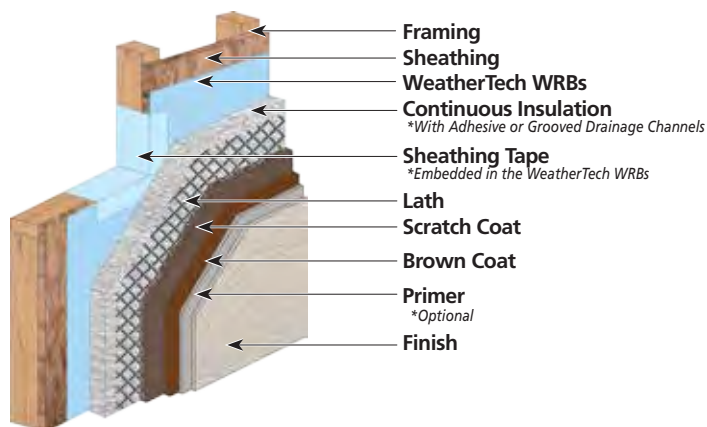 Framing
Sheathing
WeatherTech WRBs
Continuous Insulation
*With Adhesive or Grooved Drainage Channels
Sheathing Tape
*Embedded in the WeatherTech WRBs
Lath
Scratch Coat
Brown Coat
Primer
*Optional
Finish